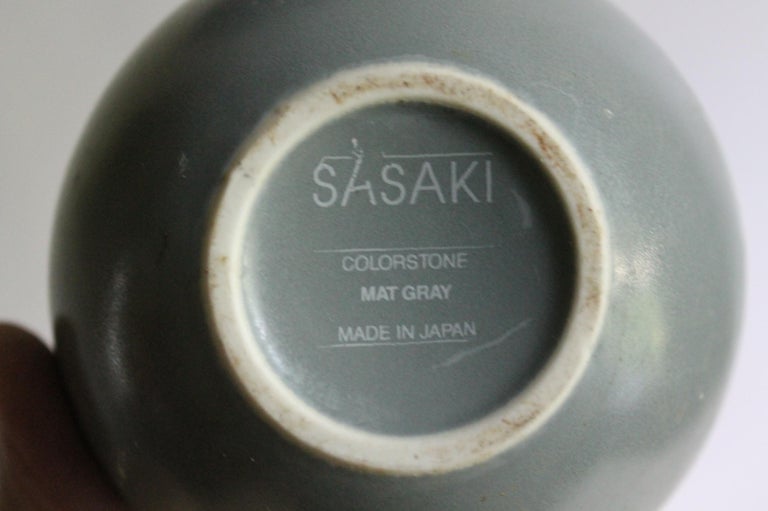 SASAKI
COLORSTONE
MAT GRAY
MADE IN JAPAN